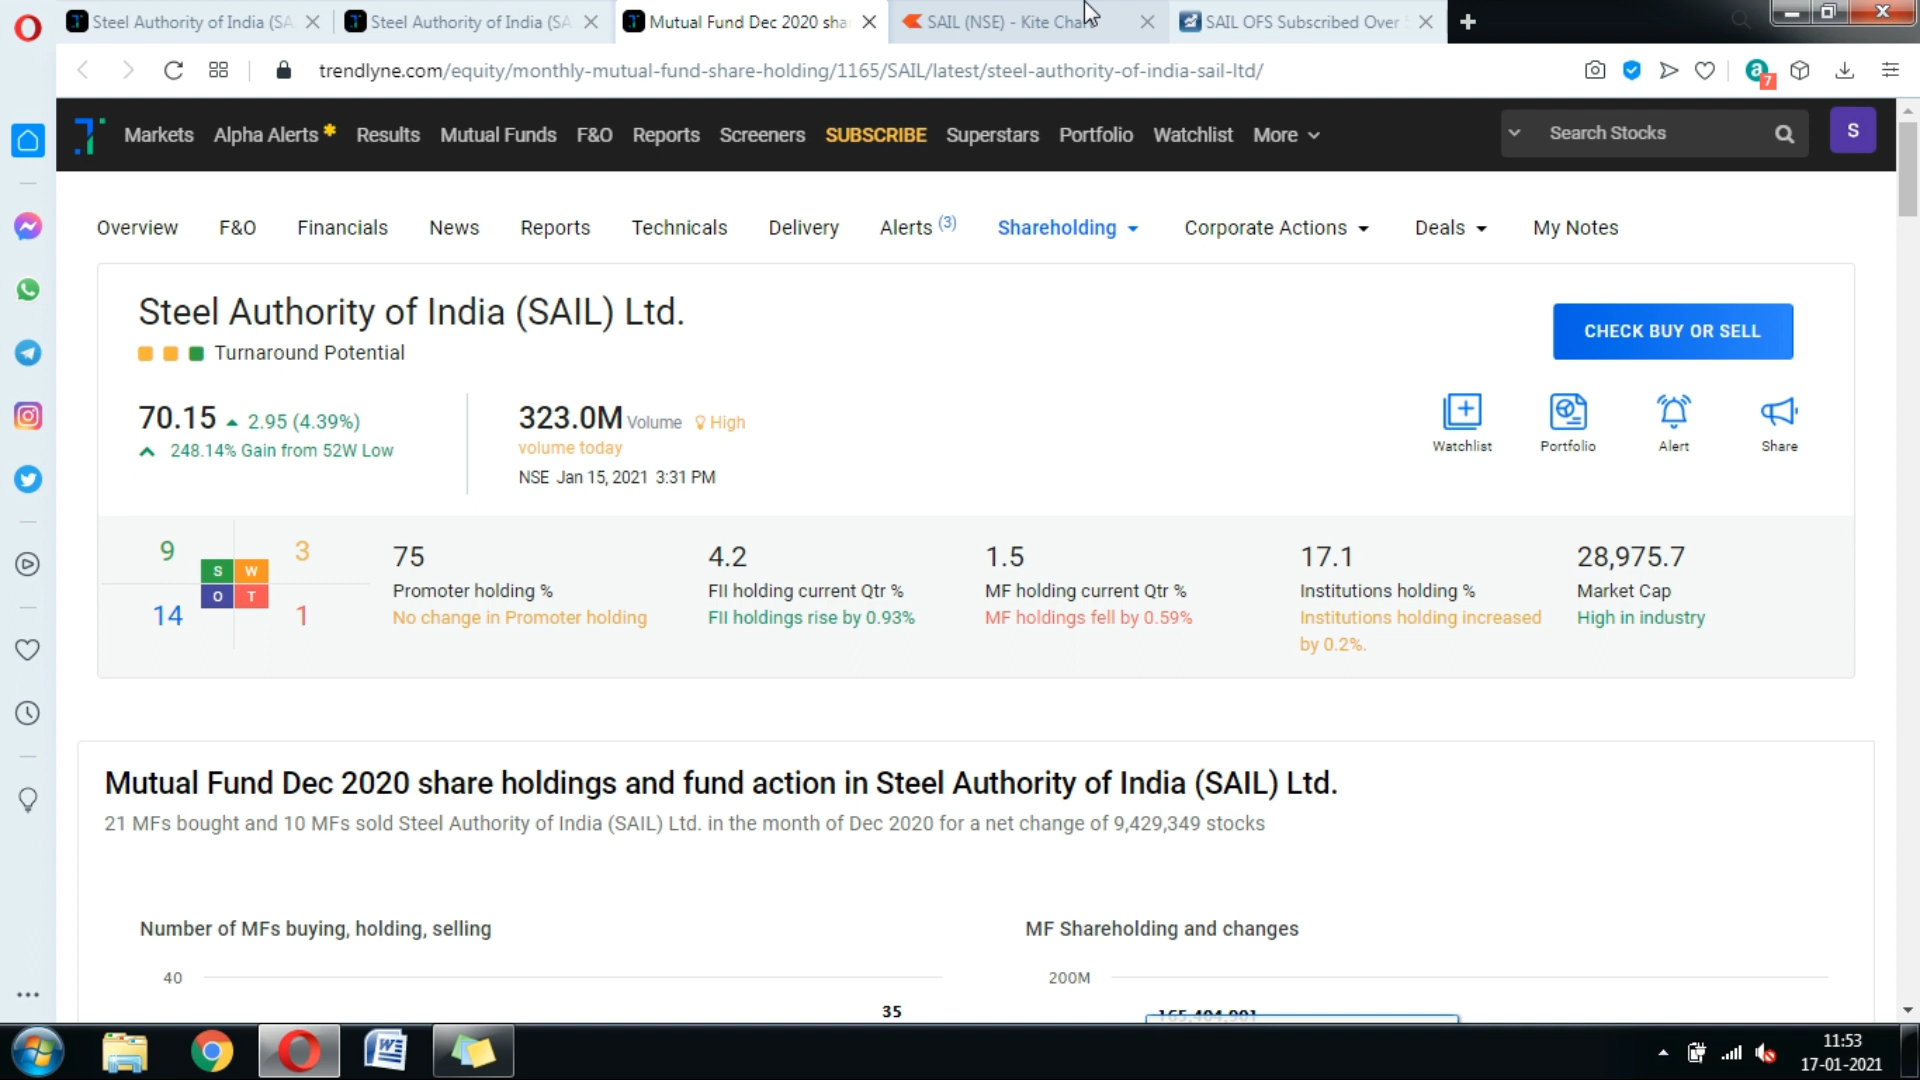 Steel Authority of India (SA
Steel Authority of India (SA
Mutual Fund Dec 2020 sha
SAIL (NSE) - Kite Cha
SAIL OFS Subscribed Over
trendlyne.com/equity/monthly-mutual-fund-share-holding/1165/SAIL/latest/steel-authority-of-india-sail-ltd/
a 7
Markets Alpha Alerts Results Mutual Funds F&O Reports Screeners SUBSCRIBE Superstars Portfolio Watchlist More
Search Stocks
S
Overview F&O Financials News Reports Technicals Delivery Alerts (3) Shareholding Corporate Actions Deals My Notes
Steel Authority of India (SAIL) Ltd.
Turnaround Potential
CHECK BUY OR SELL
70.15 2.95 (4.39%)
248.14% Gain from 52W Low
323.0M Volume High
volume today
NSE Jan 15, 2021 3:31 PM
Watchlist Portfolio Alert Share
9 3
S W
O T
14 1
75
Promoter holding %
No change in Promoter holding
4.2
FII holding current Qtr %
FII holdings rise by 0.93%
1.5
MF holding current Qtr %
MF holdings fell by 0.59%
17.1
Institutions holding %
Institutions holding increased
by 0.2%.
28,975.7
Market Cap
High in industry
Mutual Fund Dec 2020 share holdings and fund action in Steel Authority of India (SAIL) Ltd.
21 MFs bought and 10 MFs sold Steel Authority of India (SAIL) Ltd. in the month of Dec 2020 for a net change of 9,429,349 stocks
Number of MFs buying, holding, selling
40
35
MF Shareholding and changes
200M
11:53
17-01-2021